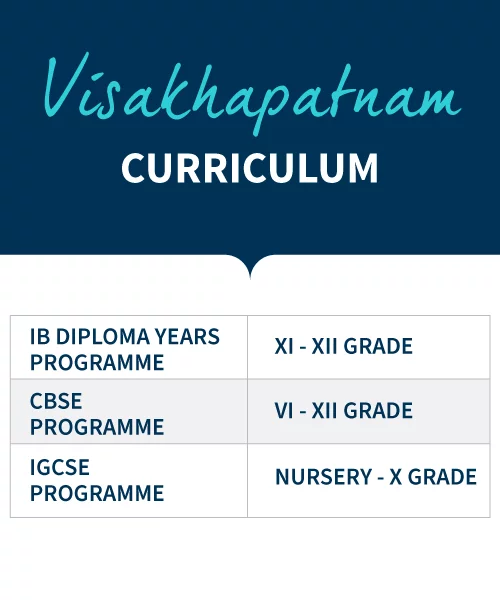 Visakhapatnam
CURRICULUM
IB DIPLOMA YEARS
PROGRAMME
XI - XII GRADE
CBSE
PROGRAMME
VI - XII GRADE
IGCSE
PROGRAMME
NURSERY - X GRADE